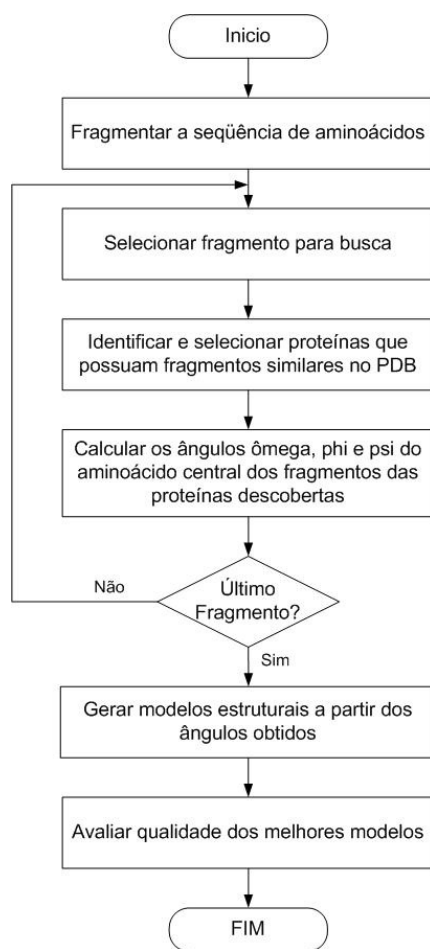 Inicio
Fragmentar a seqüência de aminoácidos
Selecionar fragmento para busca
Identificar e selecionar proteínas que
possuam fragmentos similares no PDB
Calcular os ângulos ômega, phi e psi do
aminoácido central dos fragmentos das
proteínas descobertas
Não
Último
Fragmento?
Sim
Gerar modelos estruturais a partir dos
ângulos obtidos
Avaliar qualidade dos melhores modelos
FIM